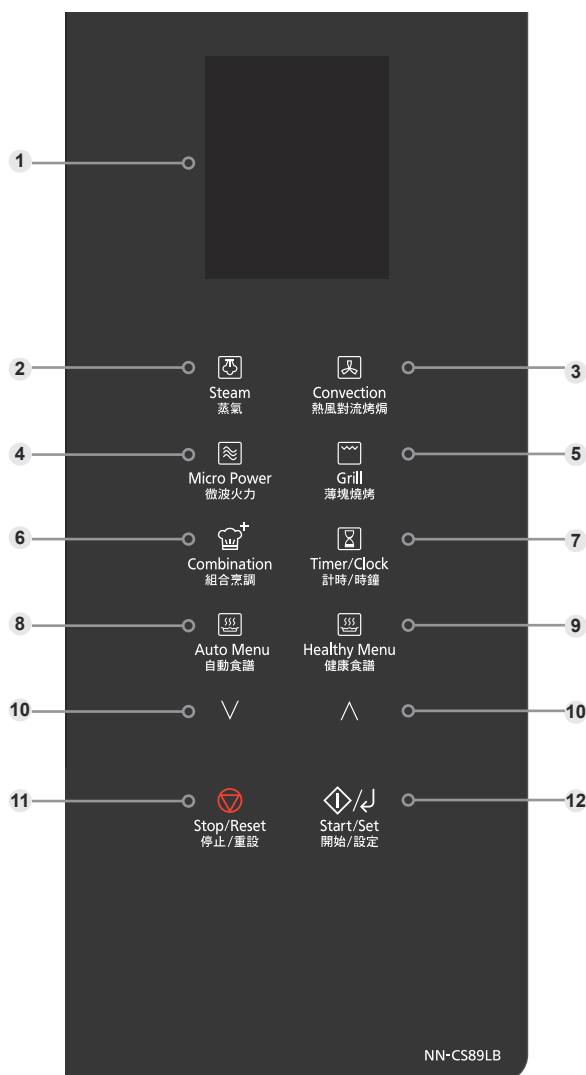 1
2
3
Steam
蒸氣
Convection
熱風對流烤焗
4
5
Micro Power
微波火力
Grill
薄塊燒烤
6
7
Combination
組合烹調
Timer/Clock
計時/時鐘
8
9
Auto Menu
自動食譜
Healthy Menu
健康食譜
10
10
11
12
Stop/Reset
停止/重設
Start/Set
開始/設定
NN-CS89LB